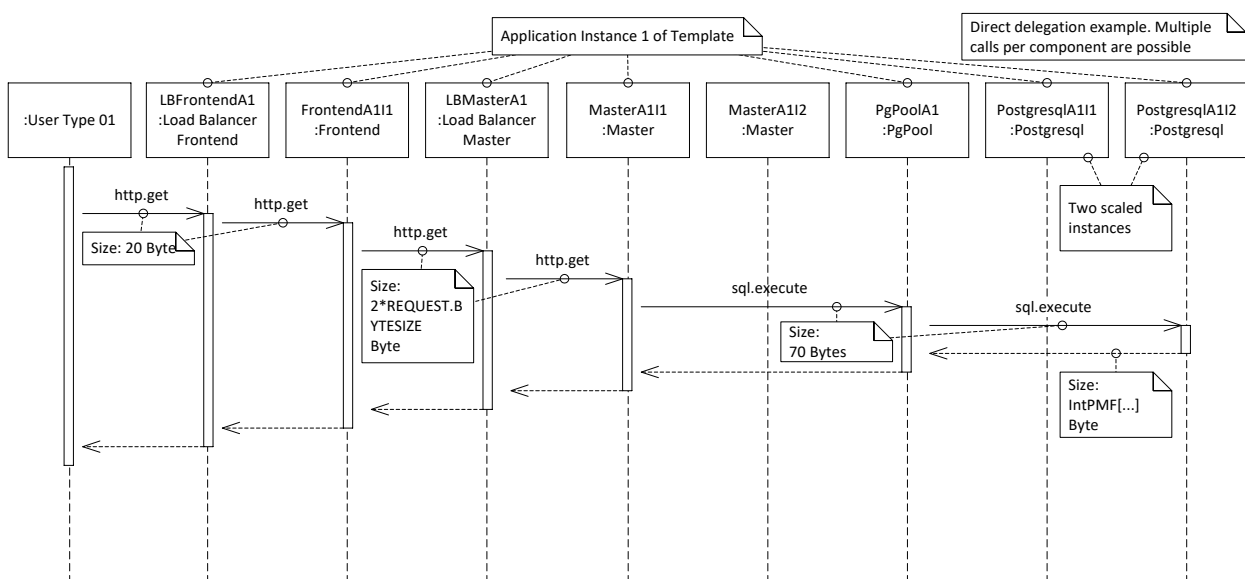 Application Instance 1 of Template
Direct delegation example. Multiple
calls per component are possible
:User Type 01
LBFrontendA1
:Load Balancer
Frontend
FrontendA1I1
:Frontend
LBMasterA1
:Load Balancer
Master
MasterA1I1
:Master
MasterA1I2
:Master
PgPoolA1
:PgPool
PostgresqlA1I1
:Postgresql
PostgresqlA1I2
:Postgresql
http.get
http.get
Two scaled
instances
Size: 20 Byte
http.get
http.get
Size:
2*REQUEST.B
YTESIZE
Byte
sql.execute
sql.execute
Size:
70 Bytes
Size:
IntPMF[...]
Byte